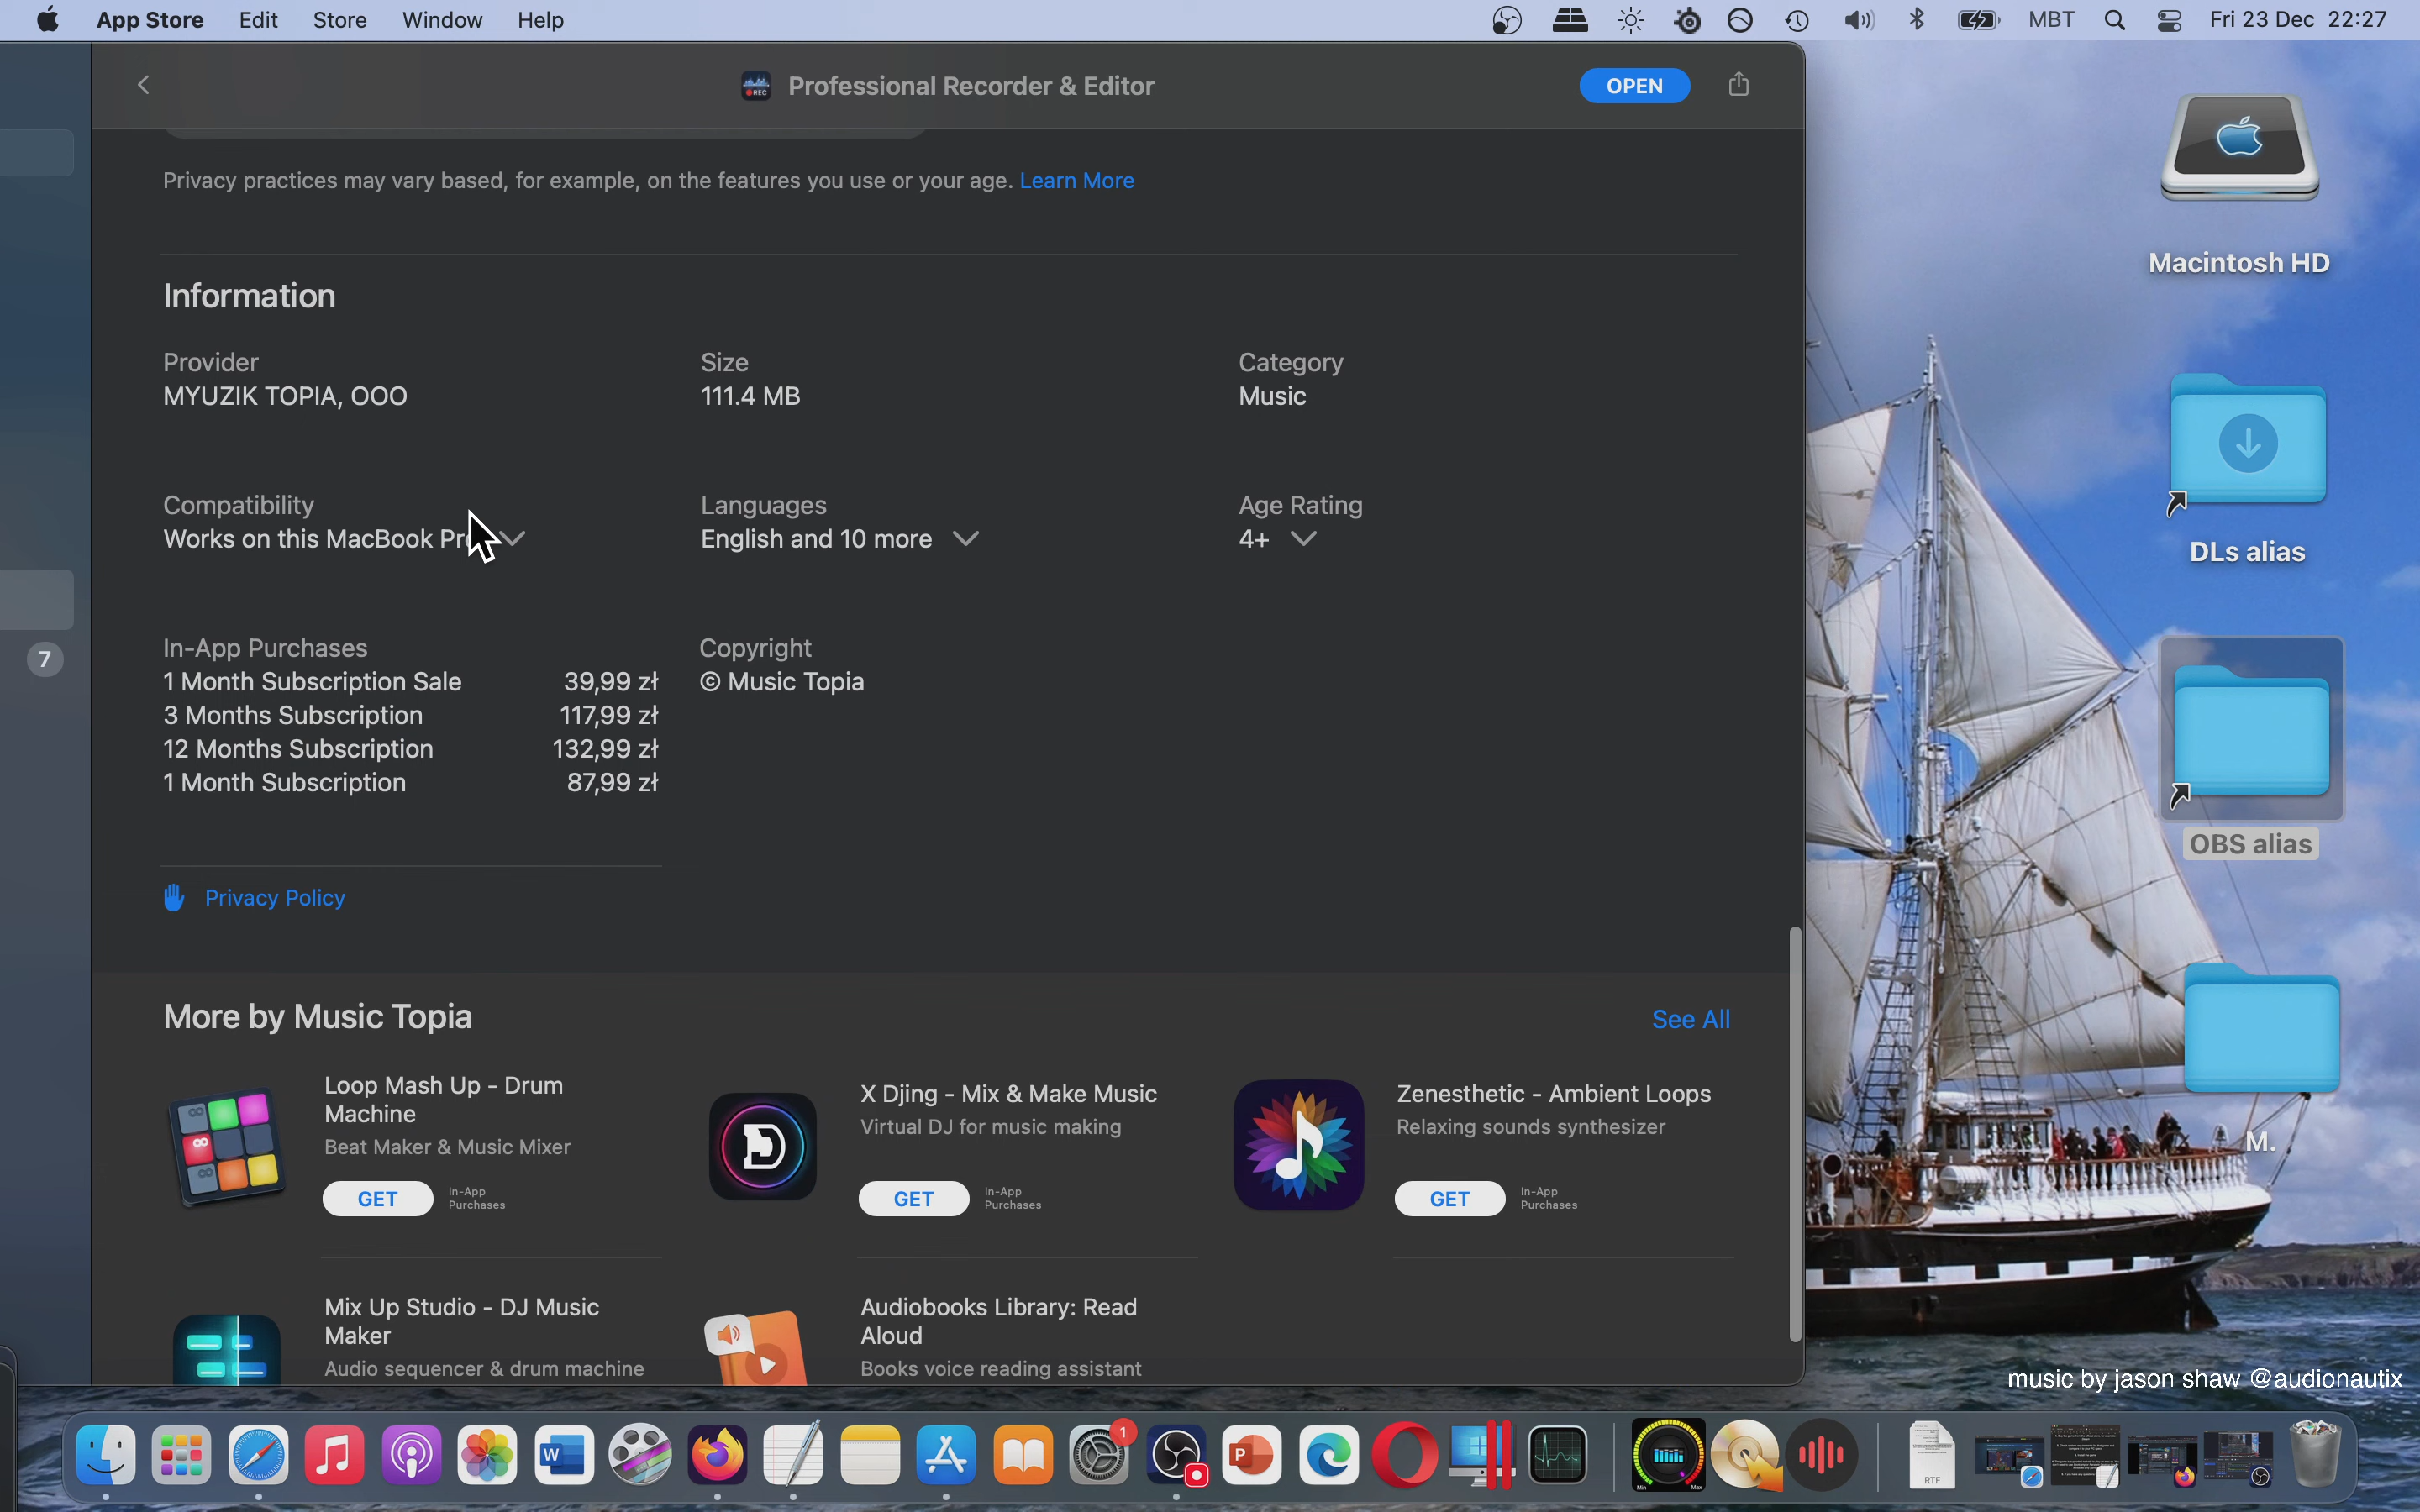 App Store Edit Store Window Help
MBT Fri 23 Dec 22:27
Professional Recorder & Editor
OPEN
Privacy practices may vary based, for example, on the features you use or your age. Learn More
Information
Provider
MYUZIK TOPIA, OOO
Size
111.4 MB
Category
Music
Compatibility
Works on this MacBook Pro
Languages
English and 10 more
Age Rating
4+
In-App Purchases
1 Month Subscription Sale 39,99 zł
3 Months Subscription 117,99 zł
12 Months Subscription 132,99 zł
1 Month Subscription 87,99 zł
Copyright
© Music Topia
7
Privacy Policy
More by Music Topia
See All
Loop Mash Up - Drum
Machine
Beat Maker & Music Mixer
GET
In-App
Purchases
X Djing - Mix & Make Music
Virtual DJ for music making
GET
In-App
Purchases
Zenesthetic - Ambient Loops
Relaxing sounds synthesizer
GET
In-App
Purchases
Mix Up Studio - DJ Music
Maker
Audio sequencer & drum machine
Audiobooks Library: Read
Aloud
Books voice reading assistant
Macintosh HD
DLs alias
OBS alias
M.
music by jason shaw @audionautix
W
1
P
Min
Max
RTF